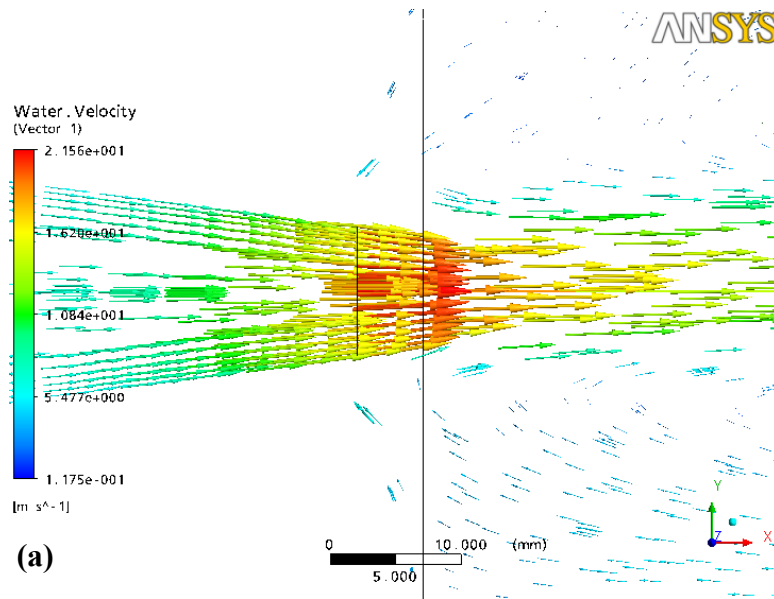 ANSYS
Water.Velocity
(Vector 1)
2.156e+001
1.620e+001
1.084e+001
5.477e+000
1.175e-001
[m s^-1]
(a)
0 10.000 (mm)
5.000
Y
Z X